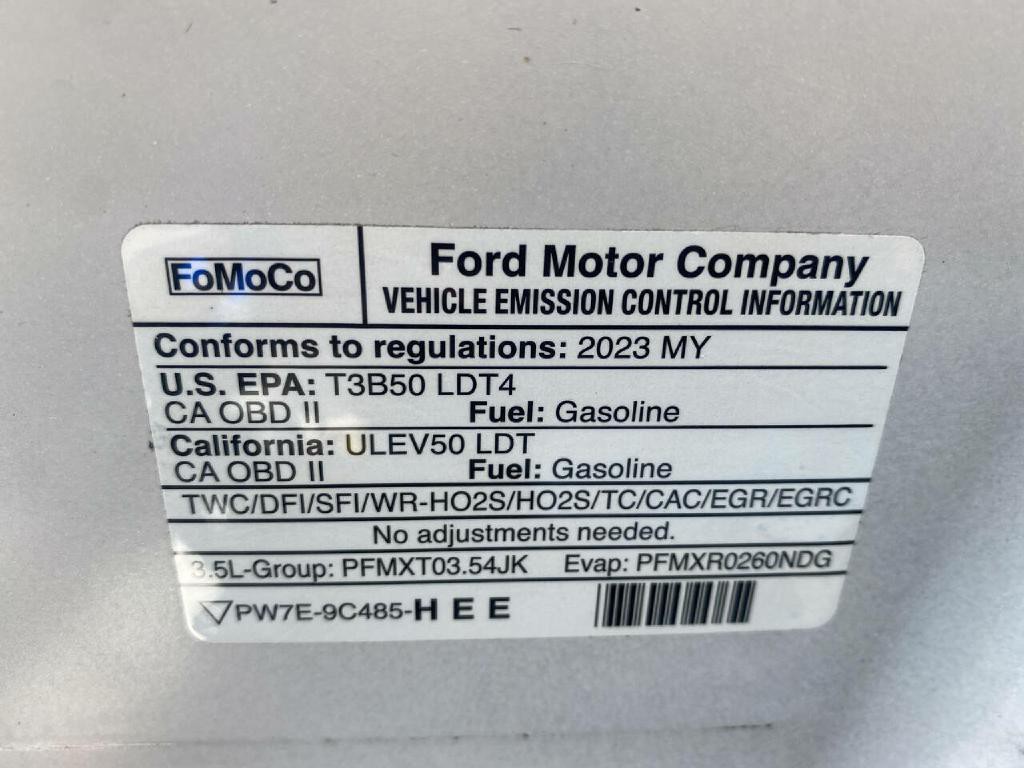 FoMoCo
Ford Motor Company
VEHICLE EMISSION CONTROL INFORMATION
Conforms to regulations: 2023 MY
U.S. EPA: T3B50 LDT4
CA OBD II Fuel: Gasoline
California: ULEV50 LDT
CA OBD II Fuel: Gasoline
TWC/DFI/SFI/WR-HO2S/HO2S/TC/CAC/EGR/EGRC
No adjustments needed.
3.5L-Group: PFMXT03.54JK Evap: PFMXR0260NDG
PW7E-9C485-HEE